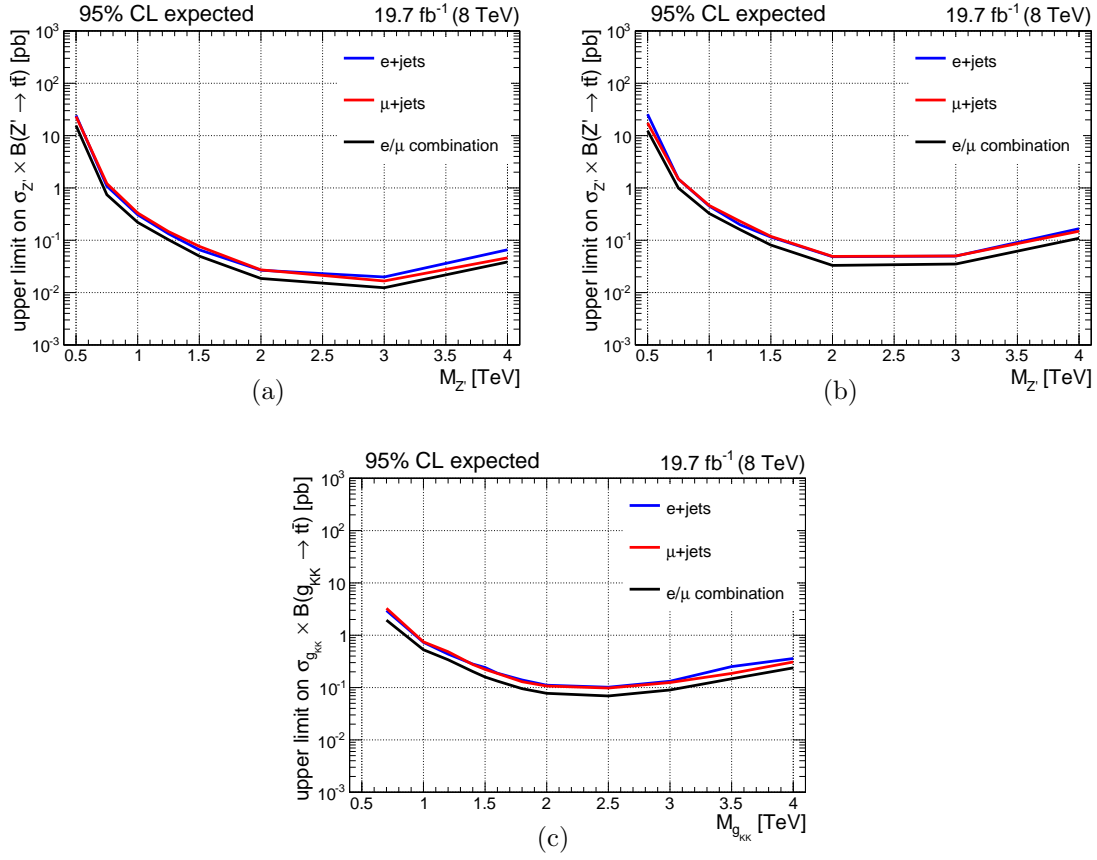 95% CL expected 19.7 fb⁻¹ (8 TeV)
upper limit on σ_Z' × B(Z' → tt̄) [pb]
10³
10²
10
1
10⁻¹
10⁻²
10⁻³
e+jets
μ+jets
e/μ combination
0.5 1 1.5 2 2.5 3 3.5 4
M_Z' [TeV]
(a)
95% CL expected 19.7 fb⁻¹ (8 TeV)
upper limit on σ_Z' × B(Z' → tt̄) [pb]
10³
10²
10
1
10⁻¹
10⁻²
10⁻³
e+jets
μ+jets
e/μ combination
0.5 1 1.5 2 2.5 3 3.5 4
M_Z' [TeV]
(b)
95% CL expected 19.7 fb⁻¹ (8 TeV)
upper limit on σ_g_KK × B(g_KK → tt̄) [pb]
10³
10²
10
1
10⁻¹
10⁻²
10⁻³
e+jets
μ+jets
e/μ combination
0.5 1 1.5 2 2.5 3 3.5 4
M_g_KK [TeV]
(c)